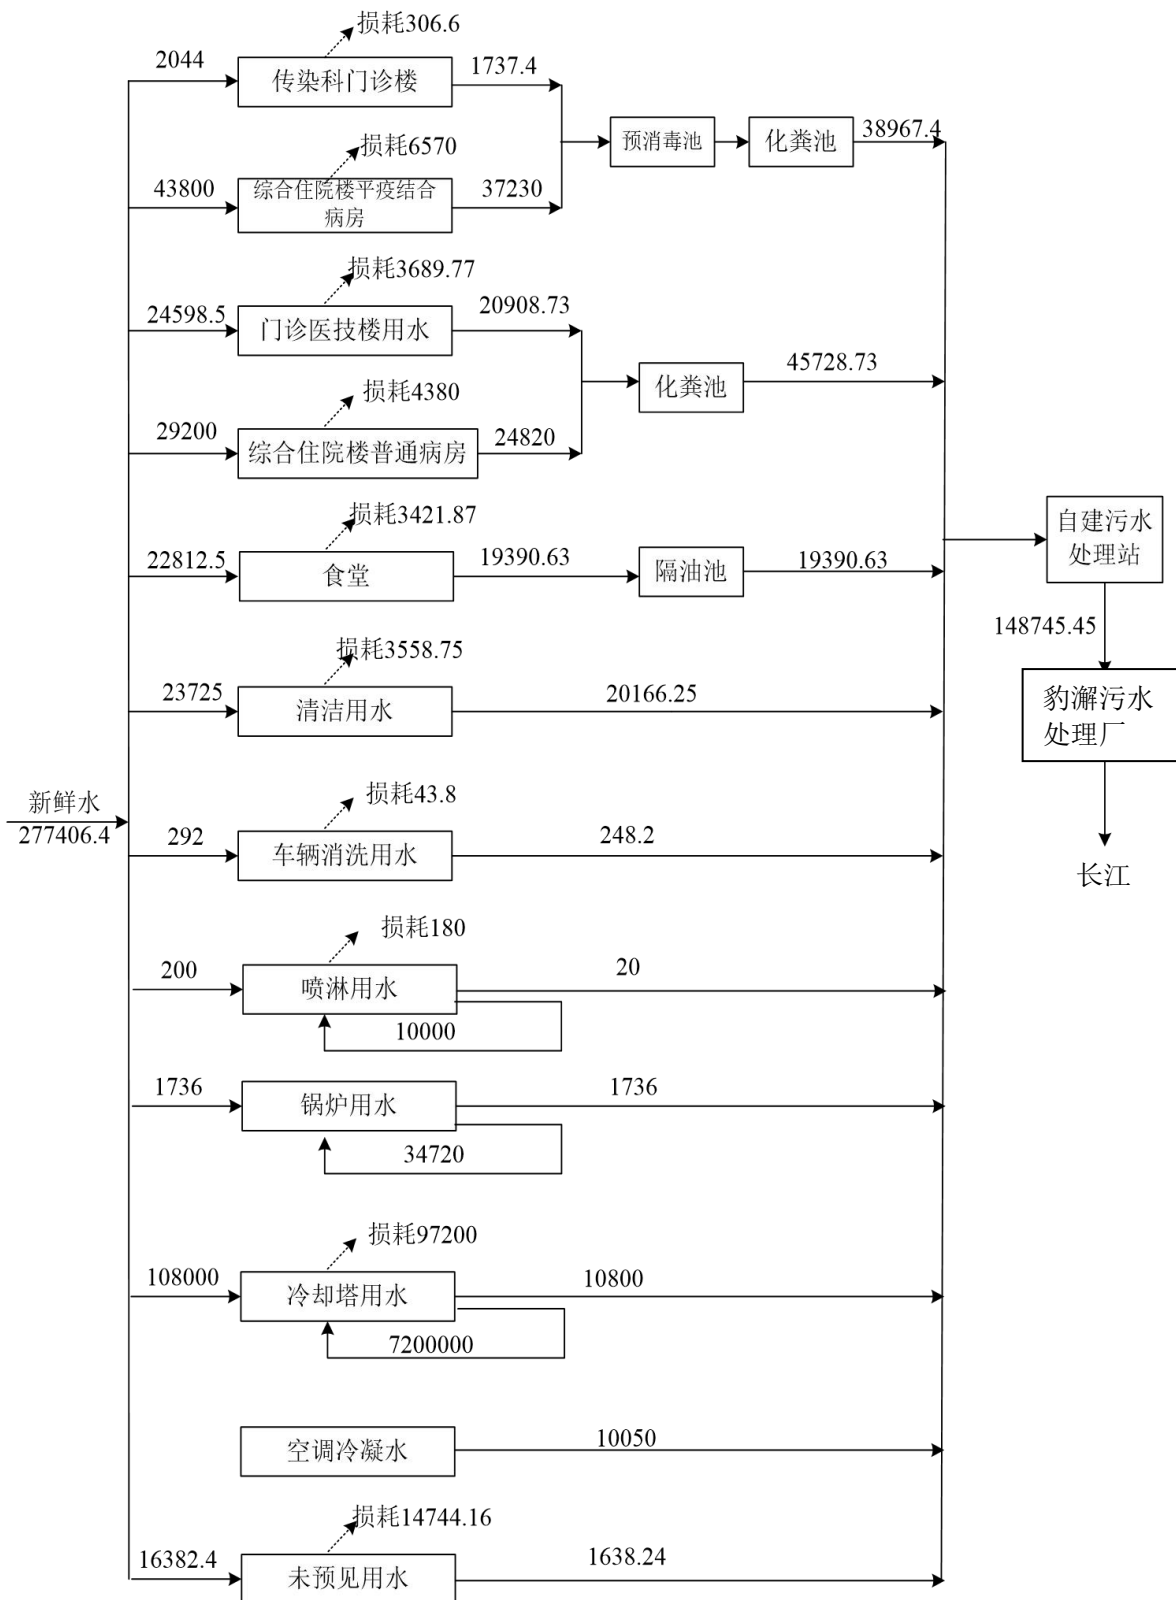 损耗306.6
2044
传染科门诊楼
1737.4
预消毒池
化粪池
38967.4
损耗6570
43800
综合住院楼平疫结合
病房
37230
损耗3689.77
24598.5
门诊医技楼用水
20908.73
化粪池
45728.73
损耗4380
29200
综合住院楼普通病房
24820
损耗3421.87
22812.5
食堂
19390.63
隔油池
19390.63
自建污水
处理站
148745.45
豹澥污水
处理厂
长江
损耗3558.75
23725
清洁用水
20166.25
新鲜水
277406.4
损耗43.8
292
车辆消洗用水
248.2
损耗180
200
喷淋用水
20
10000
1736
锅炉用水
1736
34720
损耗97200
108000
冷却塔用水
10800
7200000
空调冷凝水
10050
损耗14744.16
16382.4
未预见用水
1638.24